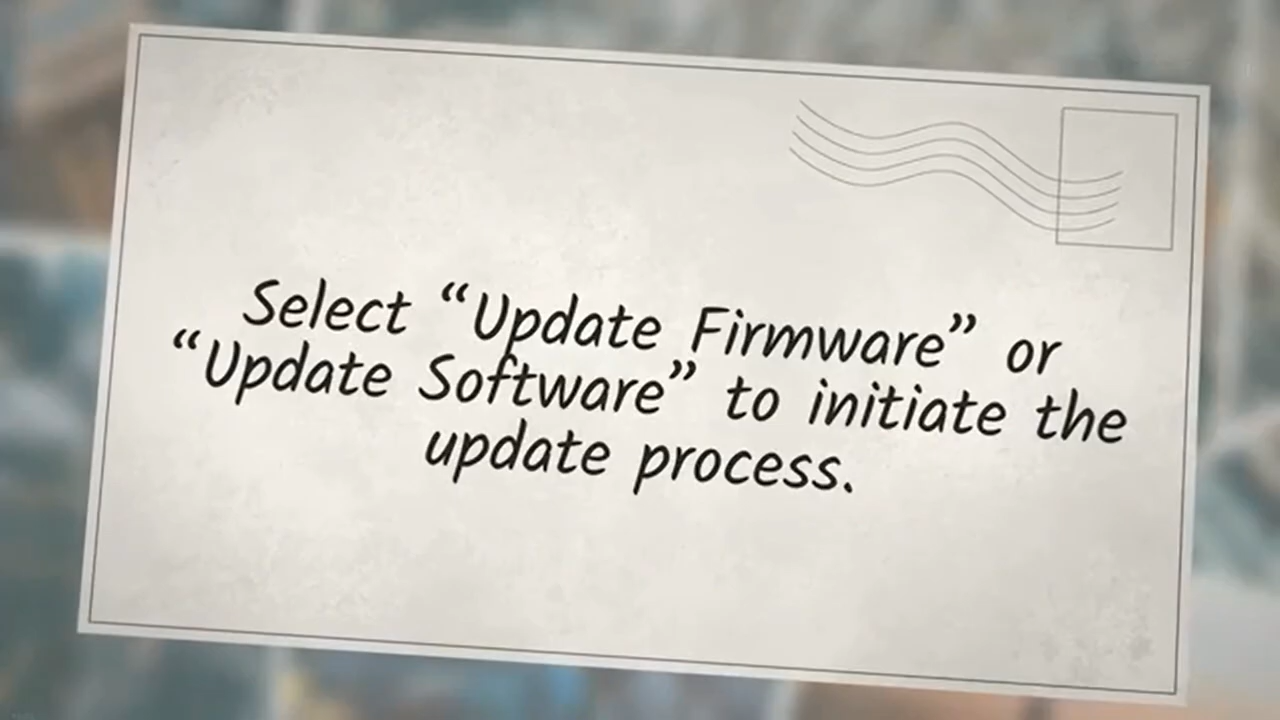 Select “Update Firmware” or
“Update Software” to initiate the
update process.